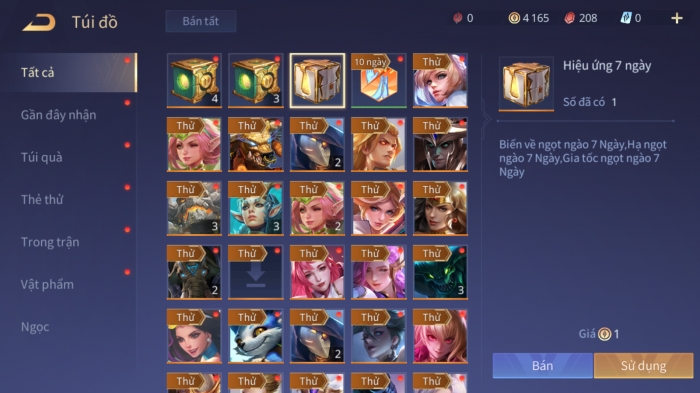 Túi đồ
Bán tất
0
4 165
208
0
Tất cả
Gần đây nhận
Túi quà
Thẻ thử
Trong trận
Vật phẩm
Ngọc
4
3
10 ngày
Thử
Thử
Thử
Thử
2
Thử
Thử
Thử
3
Thử
3
Thử
Thử
Thử
Thử
2
Thử
Thử
Thử
Thử
3
Thử
Thử
Thử
2
Thử
Thử
Thử
Thử
Thử
Thử
Thử
Hiệu ứng 7 ngày
Số đã có 1
Biến về ngọt ngào 7 Ngày,Hạ ngọt
ngào 7 Ngày,Gia tốc ngọt ngào 7
Ngày
Giá 1
Bán
Sử dụng